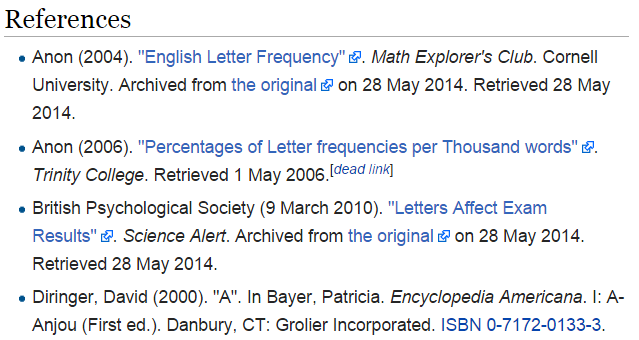 References
Anon (2004). "English Letter Frequency". Math Explorer's Club. Cornell
University. Archived from the original on 28 May 2014. Retrieved 28 May
2014.
Anon (2006). "Percentages of Letter frequencies per Thousand words".
Trinity College. Retrieved 1 May 2006.[dead link]
British Psychological Society (9 March 2010). "Letters Affect Exam
Results". Science Alert. Archived from the original on 28 May 2014.
Retrieved 28 May 2014.
Diringer, David (2000). "A". In Bayer, Patricia. Encyclopedia Americana. I: A-
Anjou (First ed.). Danbury, CT: Grolier Incorporated. ISBN 0-7172-0133-3.